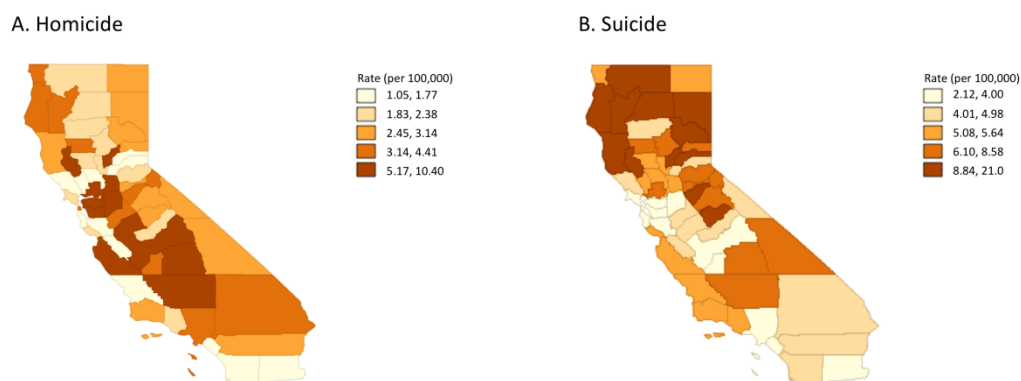 A. Homicide
Rate (per 100,000)
1.05, 1.77
1.83, 2.38
2.45, 3.14
3.14, 4.41
5.17, 10.40
B. Suicide
Rate (per 100,000)
2.12, 4.00
4.01, 4.98
5.08, 5.64
6.10, 8.58
8.84, 21.0